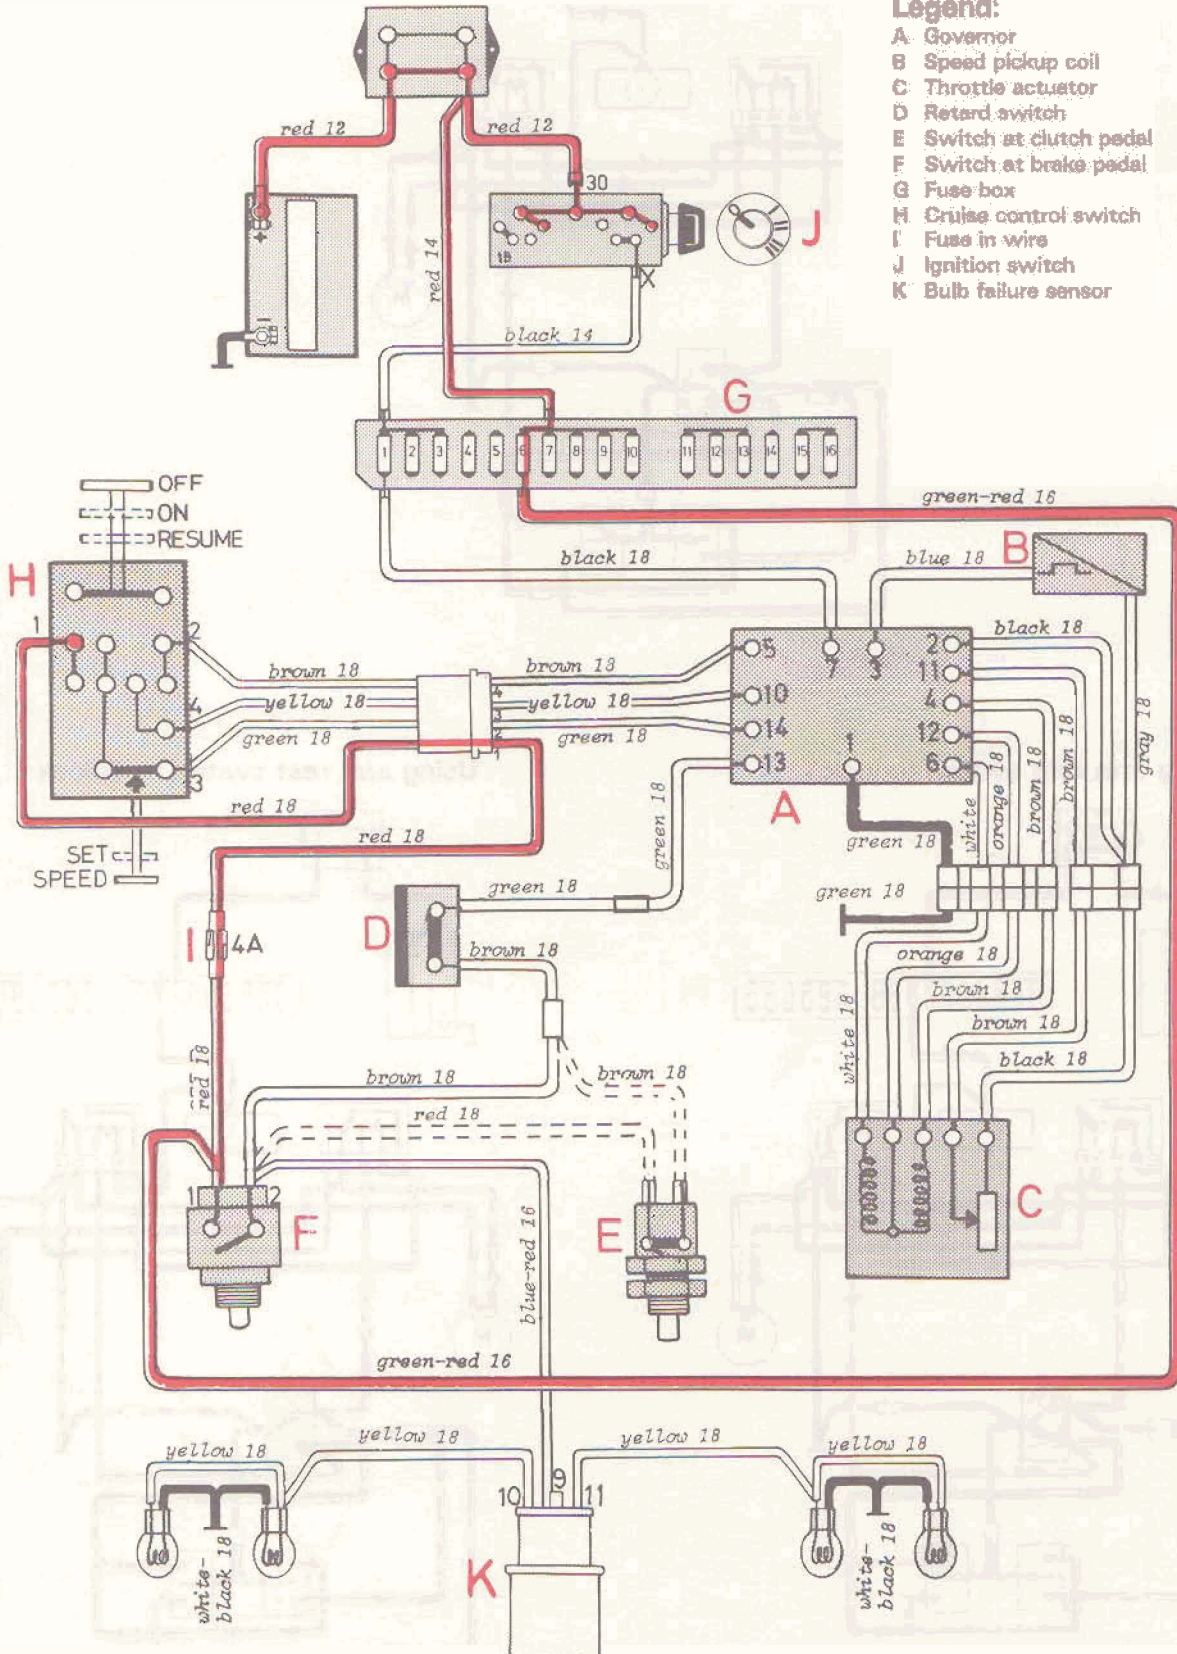 Legend:
A Governor
B Speed pickup coil
C Throttle actuator
D Retard switch
E Switch at clutch pedal
F Switch at brake pedal
G Fuse box
H Cruise control switch
I Fuse in wire
J Ignition switch
K Bulb failure sensor
red 12
red 12
30
J
+
-
15
X
red 14
black 14
G
1 2 3 4 5 6 7 8 9 10 11 12 13 14 15 16
OFF
ON
RESUME
green-red 16
black 18
blue 18
B
H
1
2
4
3
brown 18
yellow 18
green 18
4
3
2
1
brown 18
yellow 18
green 18
5
10
14
13
7
3
1
2
11
4
12
6
A
black 18
gray 18
brown 18
brown 18
orange 18
white
green 18
green 18
red 18
red 18
SET
SPEED
green 18
green 18
D
brown 18
I
4A
orange 18
brown 18
brown 18
black 18
white 18
red 18
brown 18
brown 18
red 18
1
2
F
E
C
blue-red 16
green-red 16
yellow 18
yellow 18
yellow 18
yellow 18
10
9
11
white-
black 18
white-
black 18
K